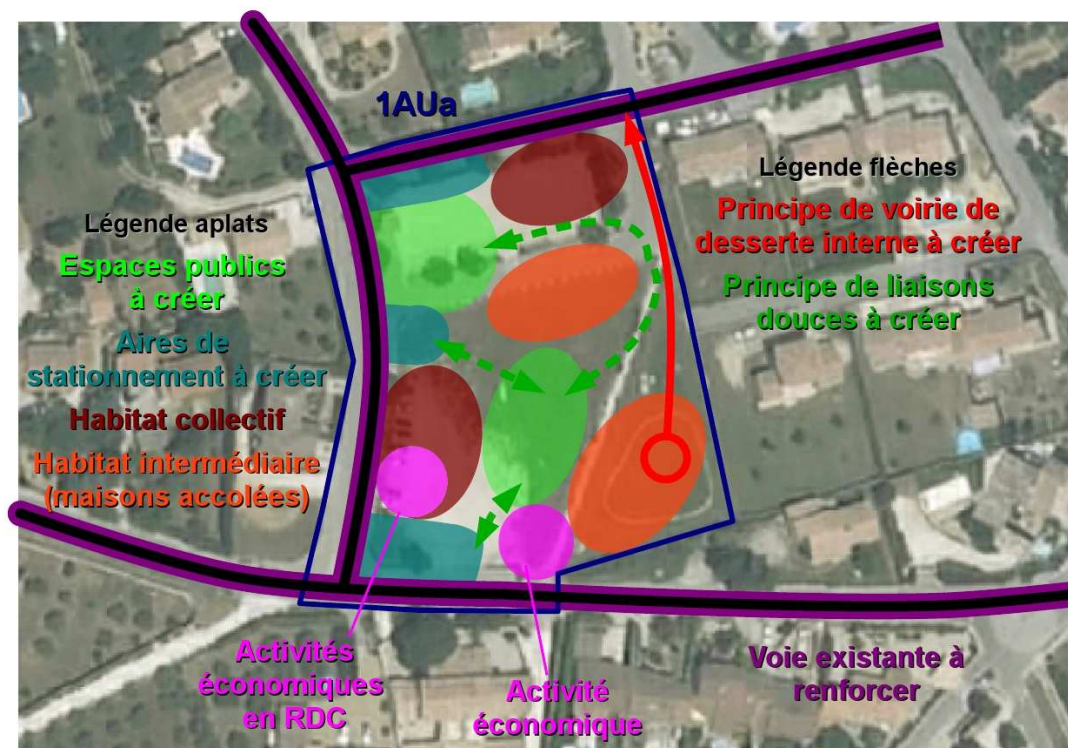 1AUa
Légende aplats
Espaces publics
à créer
Aires de
stationnement à créer
Habitat collectif
Habitat intermédiaire
(maisons accolées)
Légende flèches
Principe de voirie de
desserte interne à créer
Principe de liaisons
douces à créer
Activités
économiques
en RDC
Activité
économique
Voie existante à
renforcer